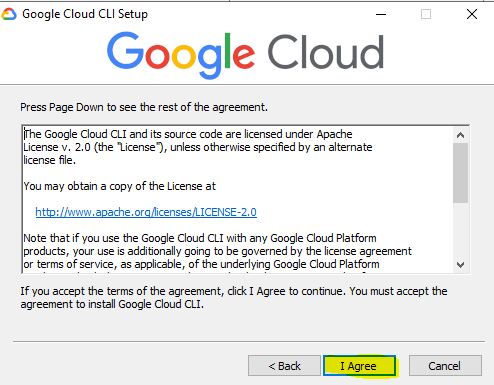 Google Cloud CLI Setup
Google Cloud
Press Page Down to see the rest of the agreement.
The Google Cloud CLI and its source code are licensed under Apache
License v. 2.0 (the "License"), unless otherwise specified by an alternate
license file.
You may obtain a copy of the License at
http://www.apache.org/licenses/LICENSE-2.0
Note that if you use the Google Cloud CLI with any Google Cloud Platform
products, your use is additionally going to be governed by the license agreement
or terms of service, as applicable, of the underlying Google Cloud Platform
If you accept the terms of the agreement, click I Agree to continue. You must accept the
agreement to install Google Cloud CLI.
< Back
I Agree
Cancel